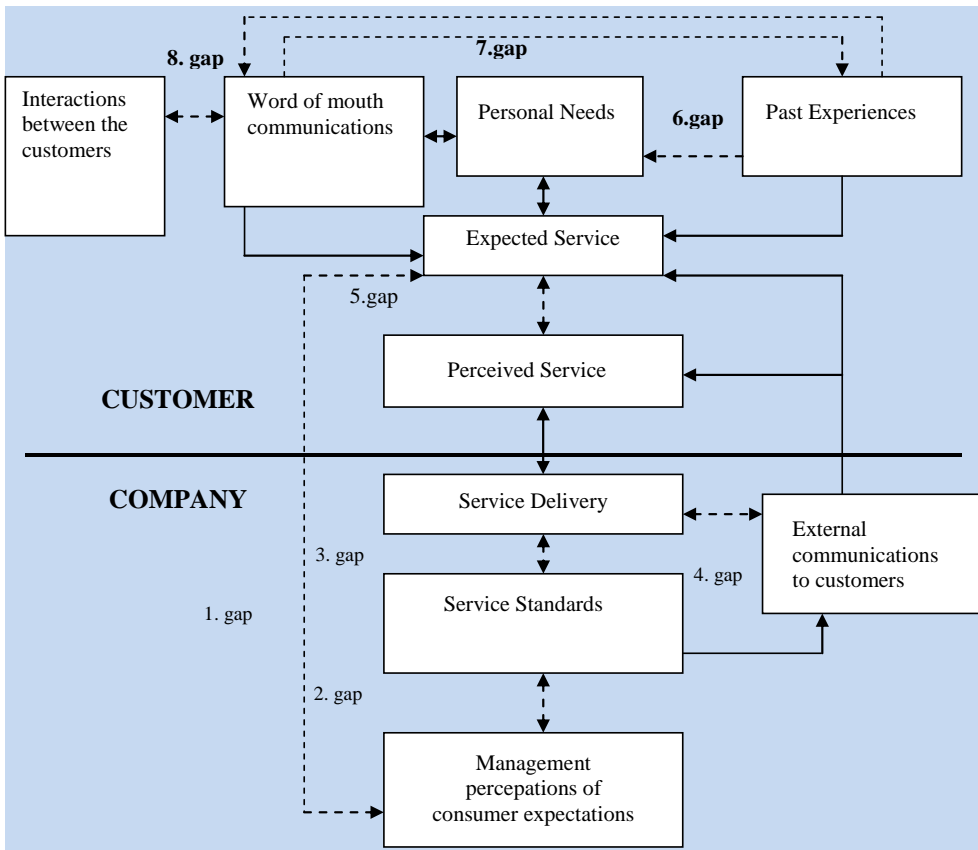 8. gap
7.gap
Interactions
between the
customers
Word of mouth
communications
Personal Needs
6.gap
Past Experiences
Expected Service
5.gap
Perceived Service
CUSTOMER
COMPANY
Service Delivery
3. gap
4. gap
External
communications
to customers
1. gap
Service Standards
2. gap
Management
percepations of
consumer expectations